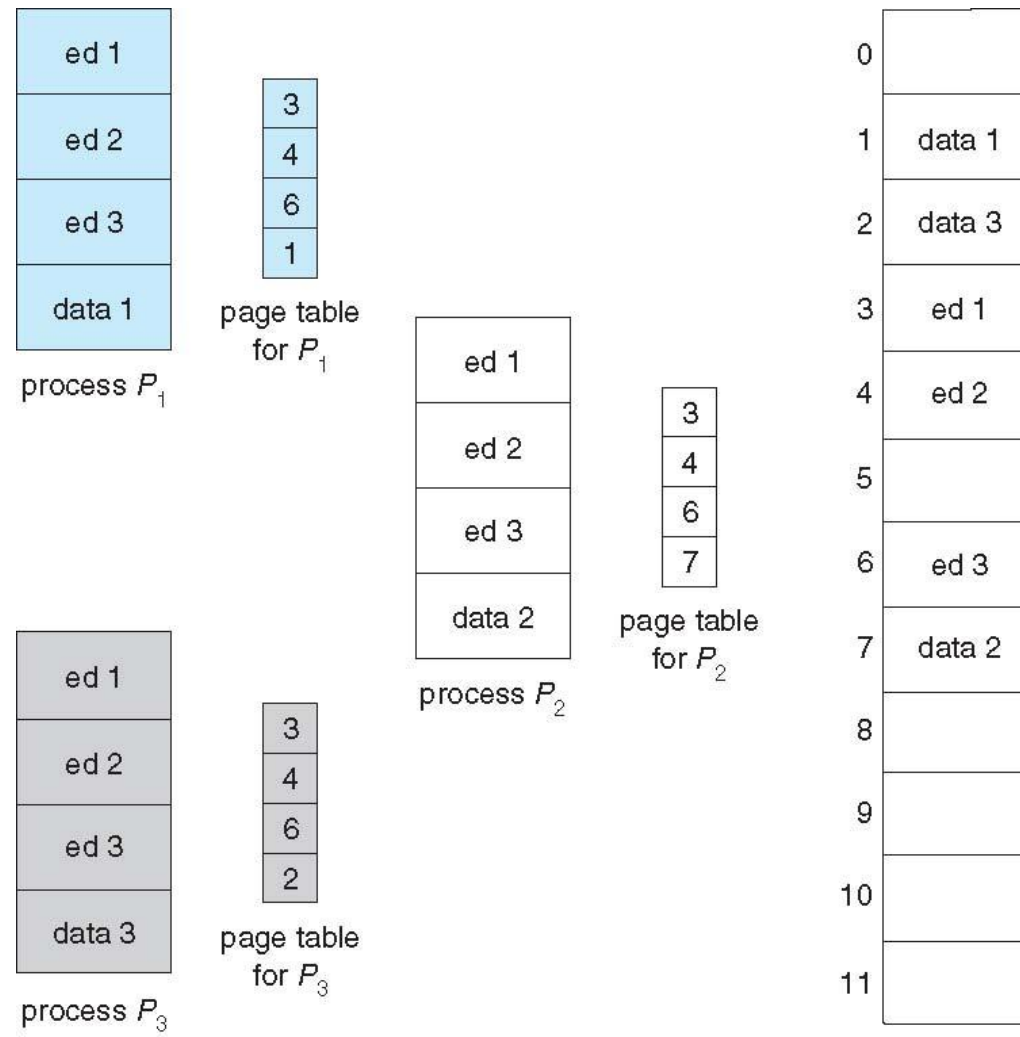 ed 1
ed 2
ed 3
data 1
process P1
3
4
6
1
page table
for P1
ed 1
ed 2
ed 3
data 2
process P2
3
4
6
7
page table
for P2
ed 1
ed 2
ed 3
data 3
process P3
3
4
6
2
page table
for P3
0
1 data 1
2 data 3
3 ed 1
4 ed 2
5
6 ed 3
7 data 2
8
9
10
11